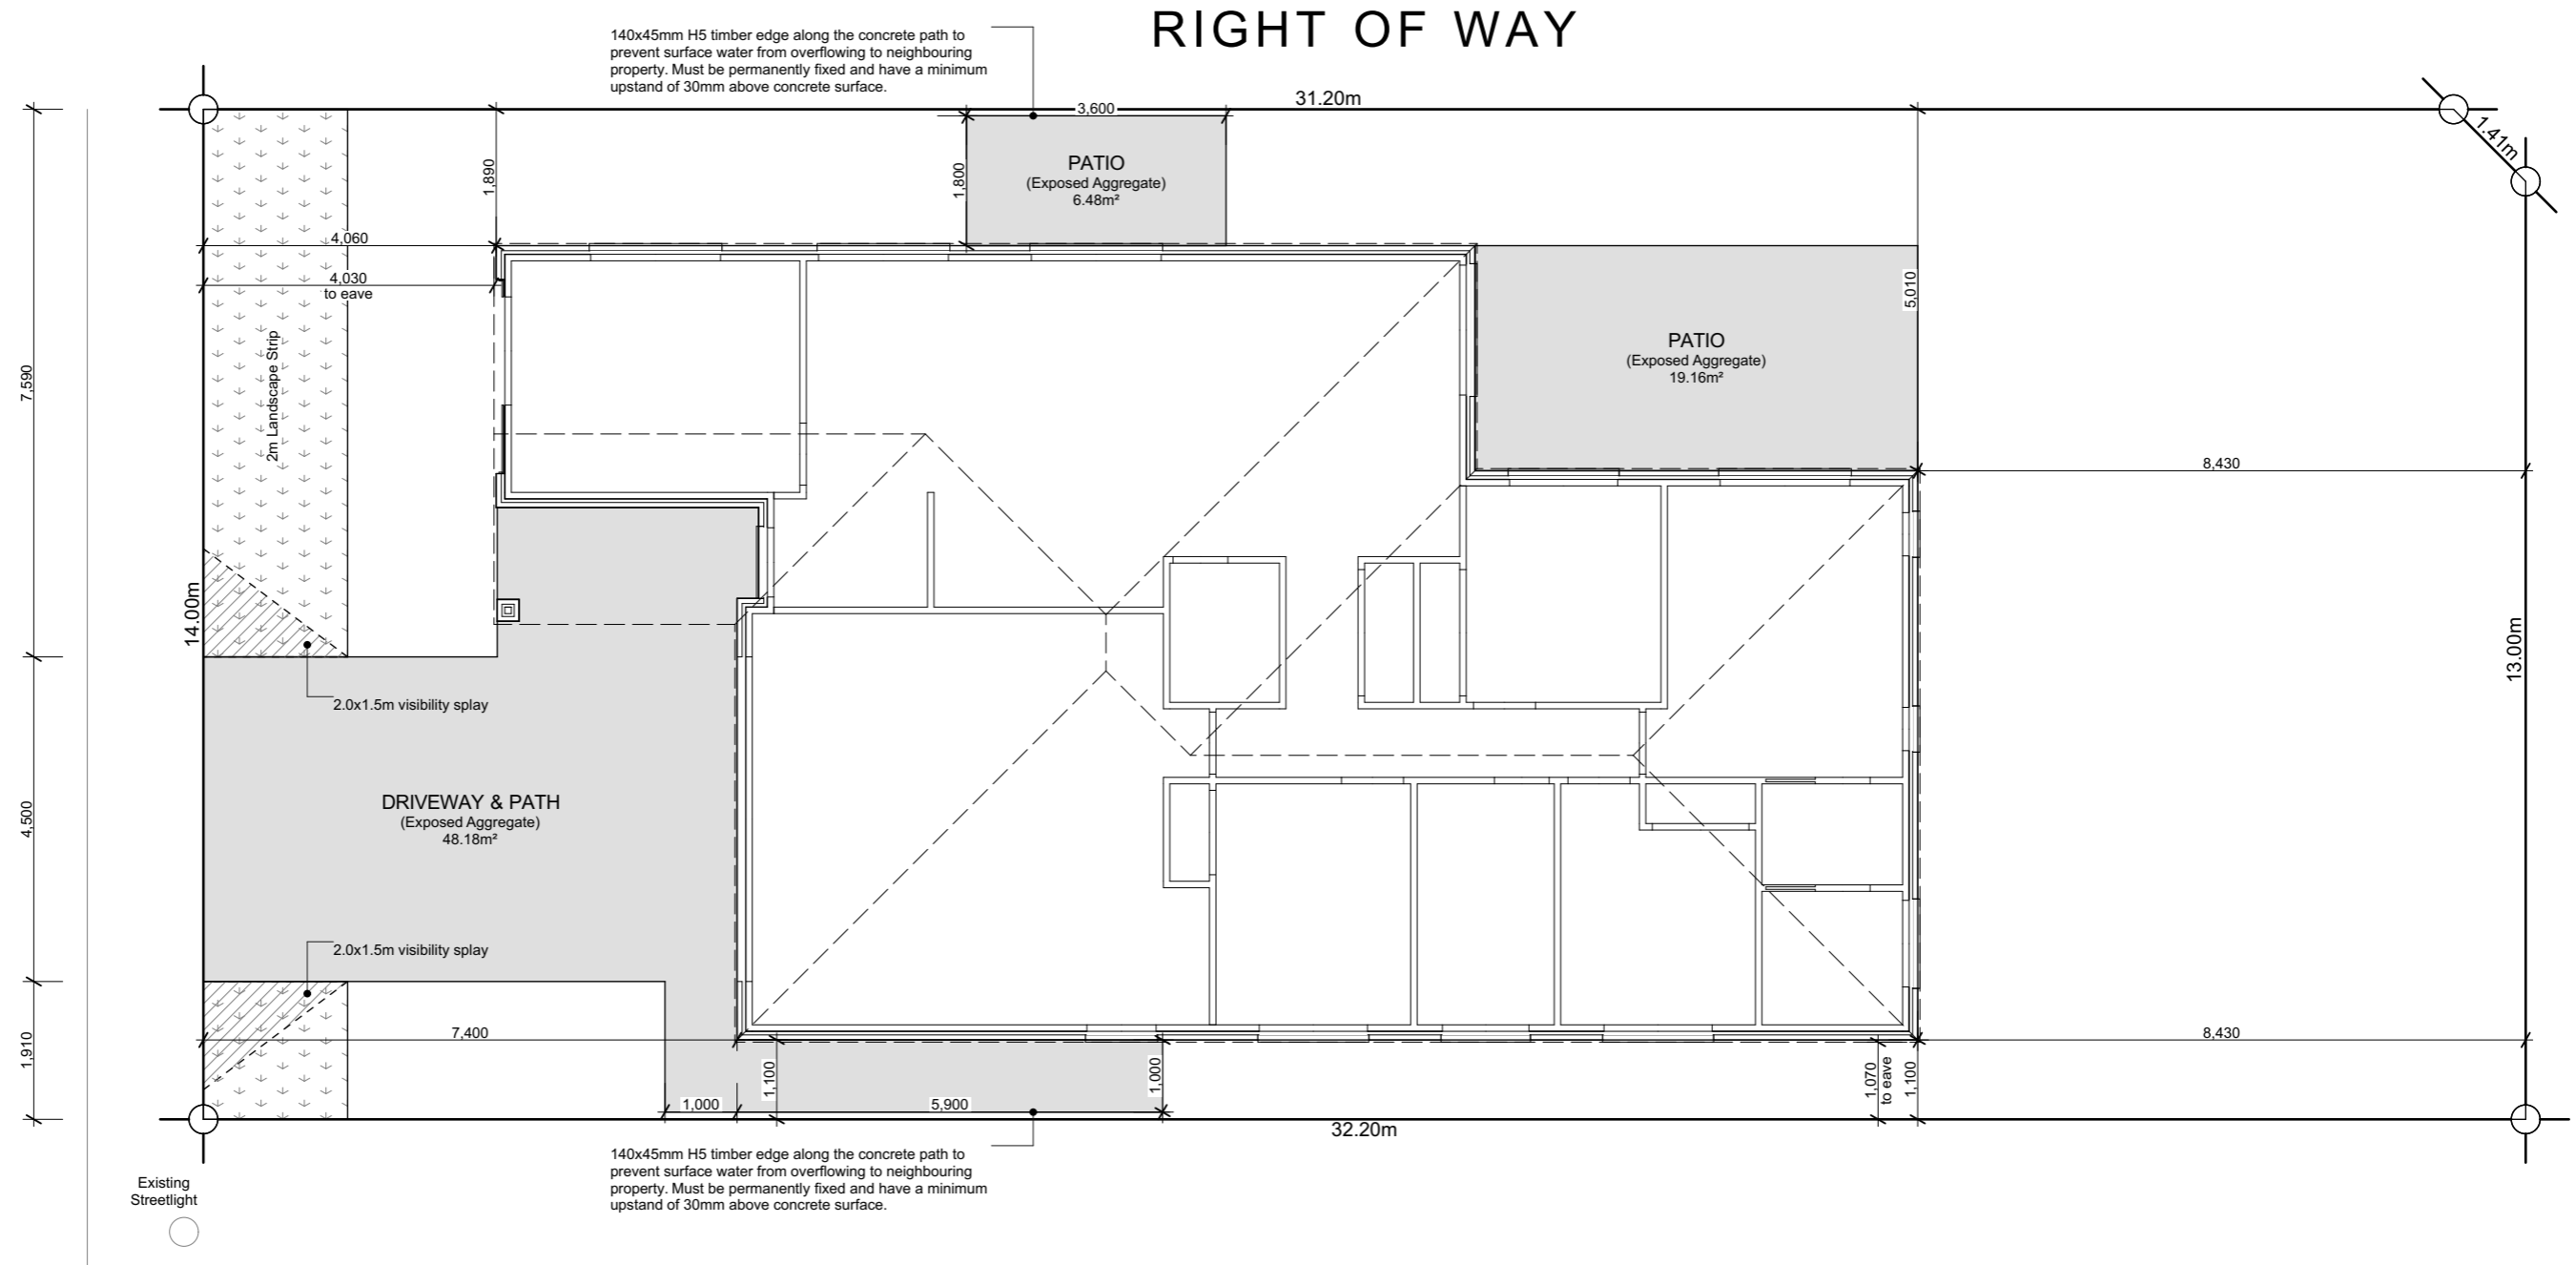 RIGHT OF WAY
140x45mm H5 timber edge along the concrete path to
prevent surface water from overflowing to neighbouring
property. Must be permanently fixed and have a minimum
upstand of 30mm above concrete surface.
31.20m
3,600
1.41m
1,890
1,800
PATIO
(Exposed Aggregate)
6.48m²
4,060
4,030
to eave
5,010
2m Landscape Strip
PATIO
(Exposed Aggregate)
19.16m²
7,590
8,430
14.00m
13.00m
2.0x1.5m visibility splay
DRIVEWAY & PATH
(Exposed Aggregate)
48.18m²
4,500
2.0x1.5m visibility splay
7,400
8,430
1,910
1,100
1,000
1,070
to eave
1,100
1,000
5,900
32.20m
140x45mm H5 timber edge along the concrete path to
prevent surface water from overflowing to neighbouring
property. Must be permanently fixed and have a minimum
upstand of 30mm above concrete surface.
Existing
Streetlight